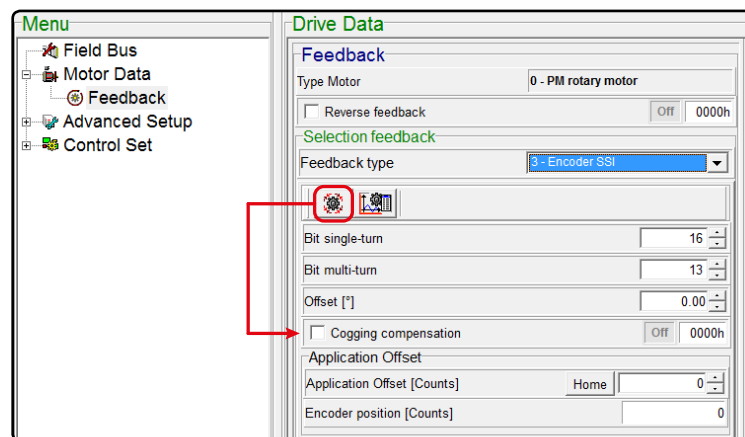 Menu
Field Bus
Motor Data
Feedback
Advanced Setup
Control Set
Drive Data
Feedback
Type Motor 0 - PM rotary motor
Reverse feedback Off 0000h
Selection feedback
Feedback type 3 - Encoder SSI
Bit single-turn 16
Bit multi-turn 13
Offset [°] 0.00
Cogging compensation Off 0000h
Application Offset
Application Offset [Counts] Home 0
Encoder position [Counts] 0